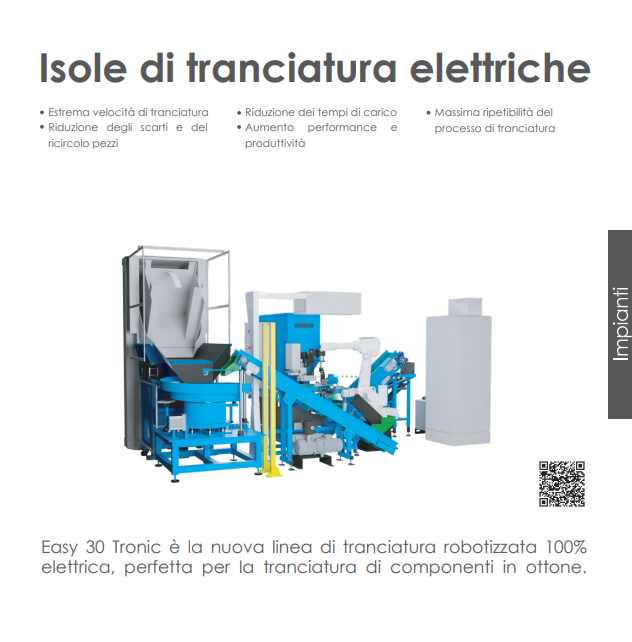 Isole di tranciatura elettriche
• Estrema velocità di tranciatura
• Riduzione degli scarti e del
ricircolo pezzi
• Riduzione dei tempi di carico
• Aumento performance e
produttività
• Massima ripetibilità del
processo di tranciatura
Impianti
Easy 30 Tronic è la nuova linea di tranciatura robotizzata 100%
elettrica, perfetta per la tranciatura di componenti in ottone.